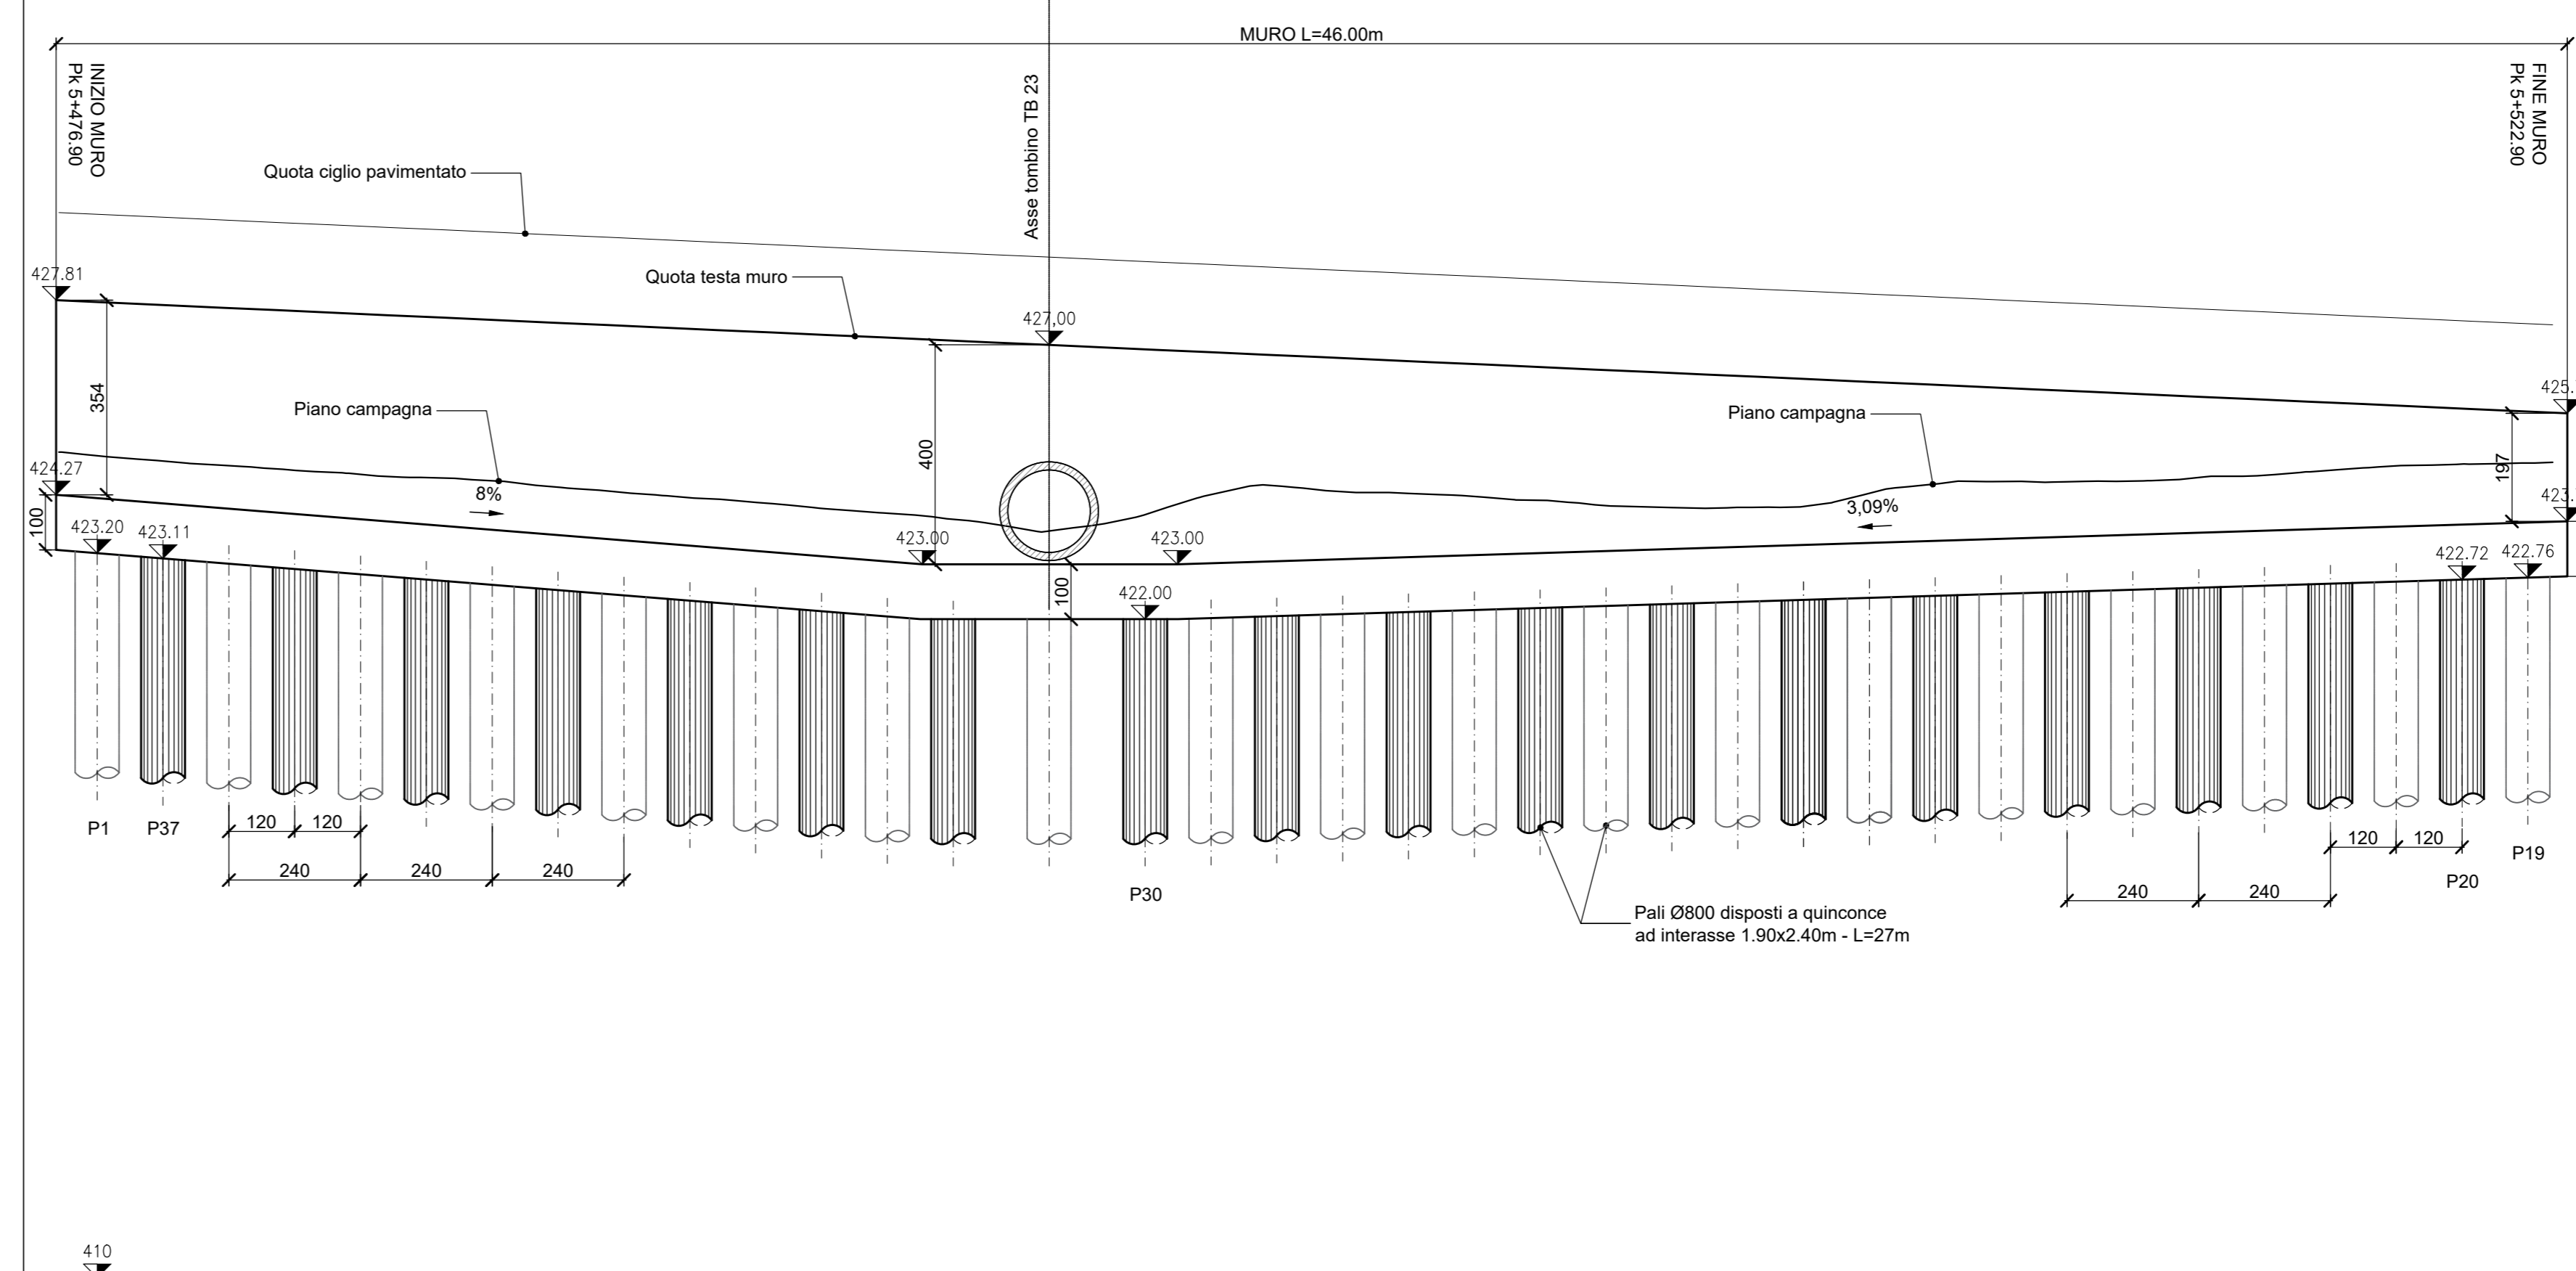 MURO L=46.00m
INIZIO MURO
Pk 5+476.90
Asse tombino TB 23
FINE MURO
Pk 5+522.90
Quota ciglio pavimentato
427.81
Quota testa muro
427,00
425.
354
Piano campagna
400
Piano campagna
197
424.27
8%
3,09%
423.
100
423.20
423.11
423.00
423.00
422.72
422.76
100
422.00
P1
P37
120
120
240
240
240
P30
120
120
P19
P20
240
240
Pali Ø800 disposti a quinconce
ad interasse 1.90x2.40m - L=27m
410